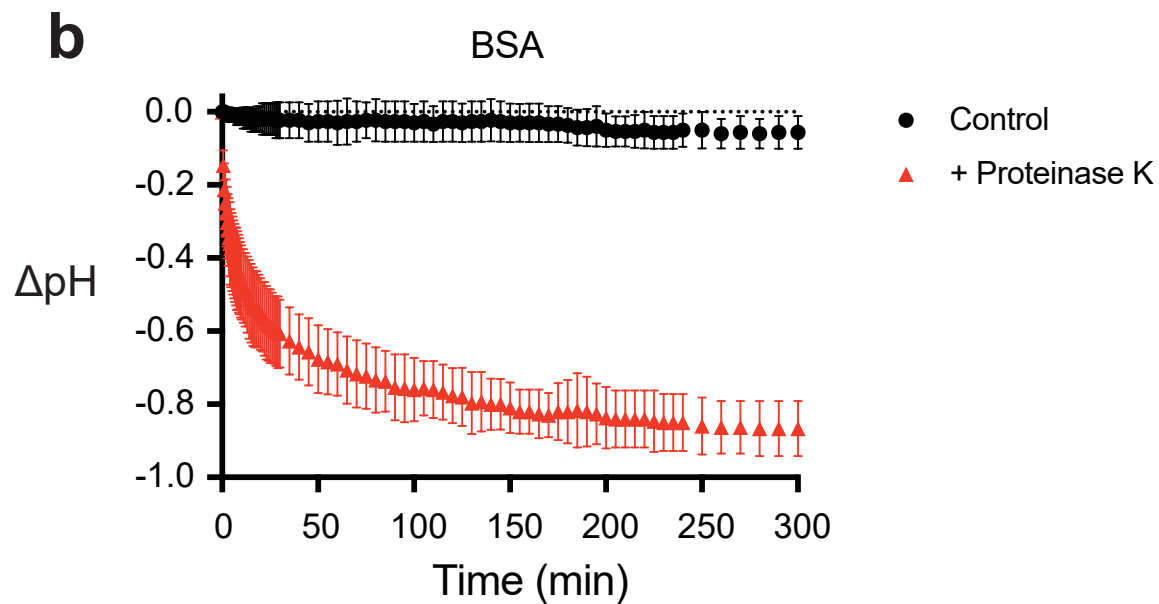 b
BSA
0.0
-0.2
-0.4
-0.6
-0.8
-1.0
ΔpH
0 50 100 150 200 250 300
Time (min)
Control
+ Proteinase K